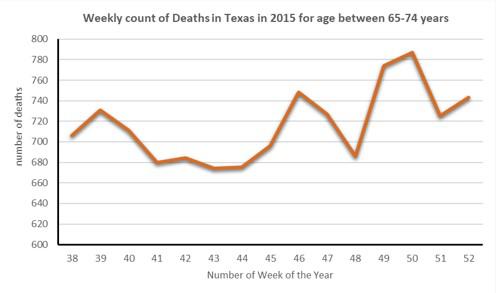 Weekly count of Deaths in Texas in 2015 for age between 65-74 years
800
780
760
740
720
700
680
660
640
620
600
number of deaths
38 39 40 41 42 43 44 45 46 47 48 49 50 51 52
Number of Week of the Year